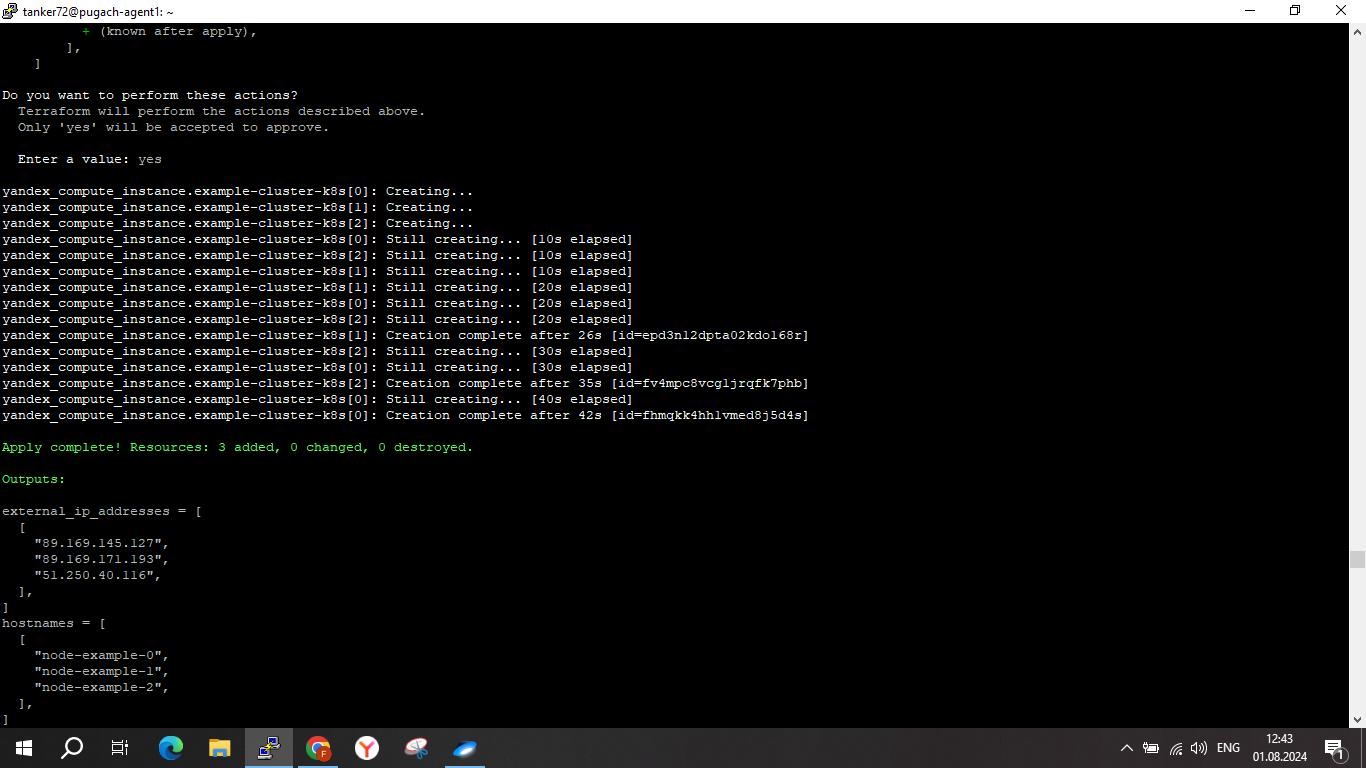 tanker72@pugach-agent1: ~
+ (known after apply),
],
]
Do you want to perform these actions?
Terraform will perform the actions described above.
Only 'yes' will be accepted to approve.
Enter a value: yes
yandex_compute_instance.example-cluster-k8s[0]: Creating...
yandex_compute_instance.example-cluster-k8s[1]: Creating...
yandex_compute_instance.example-cluster-k8s[2]: Creating...
yandex_compute_instance.example-cluster-k8s[0]: Still creating... [10s elapsed]
yandex_compute_instance.example-cluster-k8s[2]: Still creating... [10s elapsed]
yandex_compute_instance.example-cluster-k8s[1]: Still creating... [10s elapsed]
yandex_compute_instance.example-cluster-k8s[1]: Still creating... [20s elapsed]
yandex_compute_instance.example-cluster-k8s[0]: Still creating... [20s elapsed]
yandex_compute_instance.example-cluster-k8s[2]: Still creating... [20s elapsed]
yandex_compute_instance.example-cluster-k8s[1]: Creation complete after 26s [id=epd3nl2dpta02kdol68r]
yandex_compute_instance.example-cluster-k8s[2]: Still creating... [30s elapsed]
yandex_compute_instance.example-cluster-k8s[0]: Still creating... [30s elapsed]
yandex_compute_instance.example-cluster-k8s[2]: Creation complete after 35s [id=fv4mpc8vcgljrqfk7phb]
yandex_compute_instance.example-cluster-k8s[0]: Still creating... [40s elapsed]
yandex_compute_instance.example-cluster-k8s[0]: Creation complete after 42s [id=fhmqkk4hhlvmed8j5d4s]
Apply complete! Resources: 3 added, 0 changed, 0 destroyed.
Outputs:
external_ip_addresses = [
[
"89.169.145.127",
"89.169.171.193",
"51.250.40.116",
],
]
hostnames = [
[
"node-example-0",
"node-example-1",
"node-example-2",
],
]
ENG
12:43
01.08.2024
1